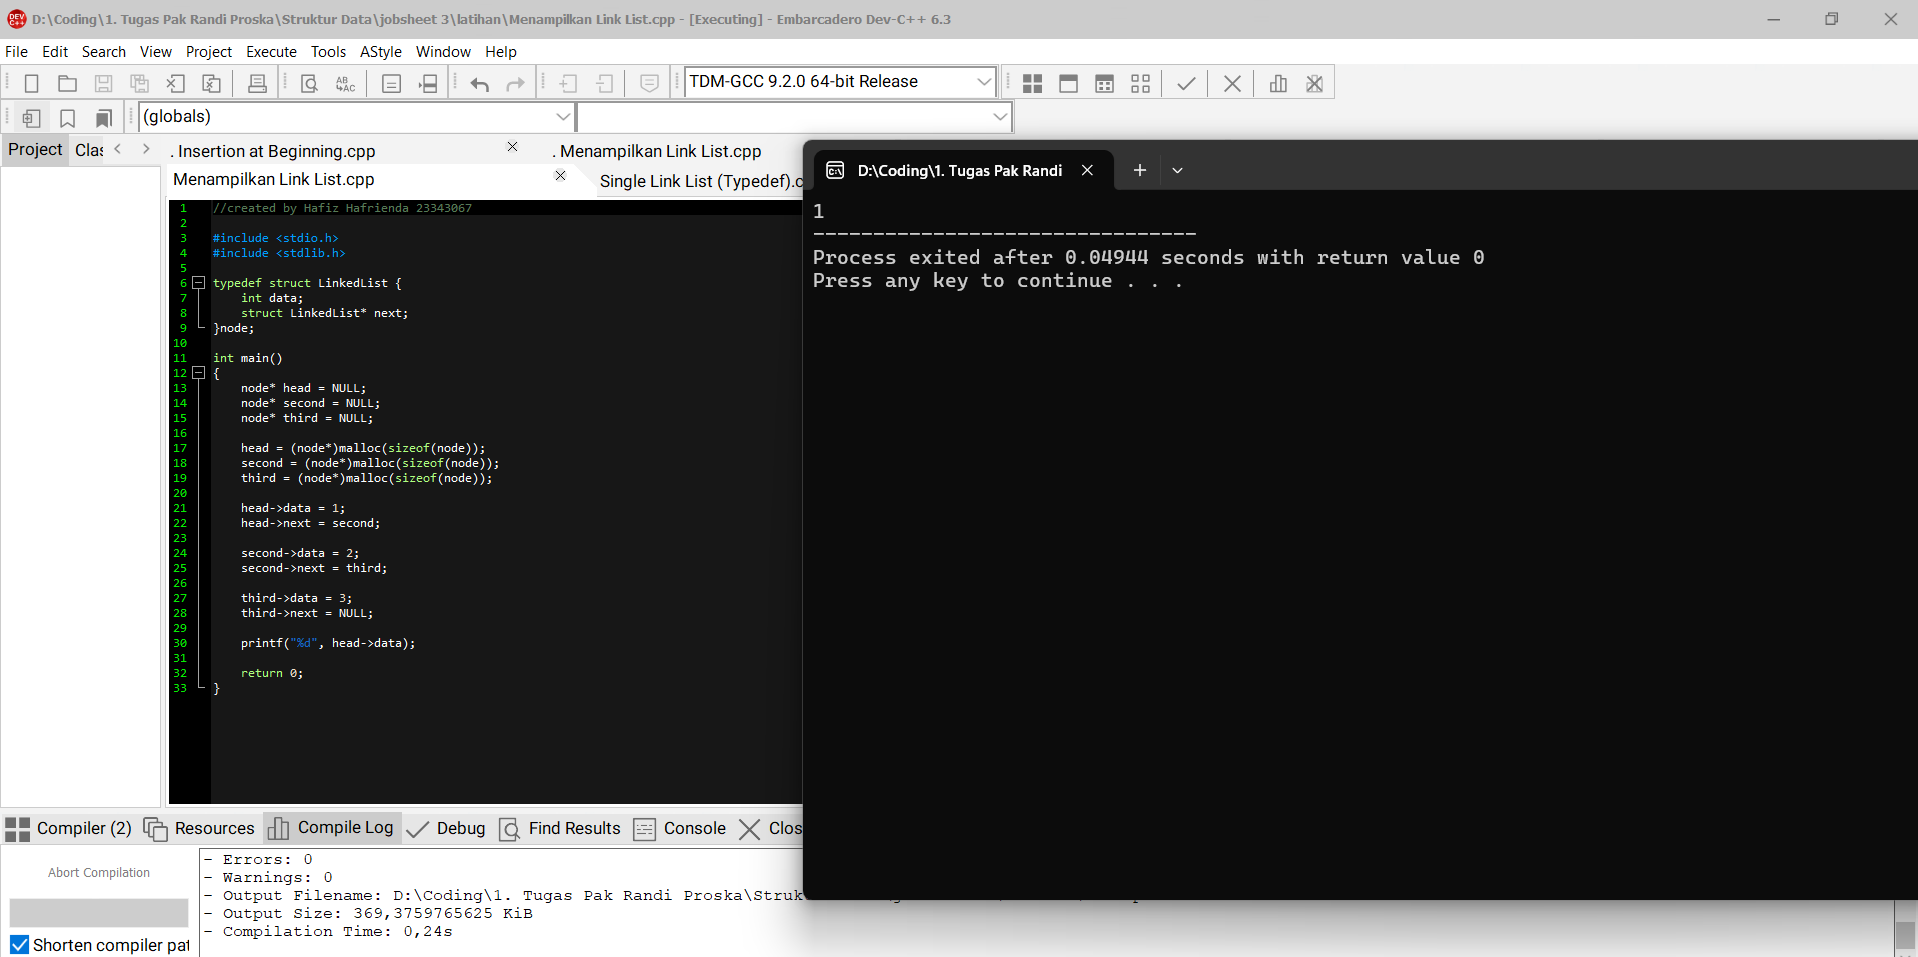 D:\Coding\1. Tugas Pak Randi Proska\Struktur Data\jobsheet 3\latihan\Menampilkan Link List.cpp - [Executing] - Embarcadero Dev-C++ 6.3
File Edit Search View Project Execute Tools AStyle Window Help
TDM-GCC 9.2.0 64-bit Release
(globals)
Project Clas
. Insertion at Beginning.cpp
. Menampilkan Link List.cpp
Menampilkan Link List.cpp
Single Link List (Typedef).c
1 //created by Hafiz Hafrienda 23343067
2
3 #include <stdio.h>
4 #include <stdlib.h>
5
6 typedef struct LinkedList {
7 int data;
8 struct LinkedList* next;
9 }node;
10
11 int main()
12 {
13 node* head = NULL;
14 node* second = NULL;
15 node* third = NULL;
16
17 head = (node*)malloc(sizeof(node));
18 second = (node*)malloc(sizeof(node));
19 third = (node*)malloc(sizeof(node));
20
21 head->data = 1;
22 head->next = second;
23
24 second->data = 2;
25 second->next = third;
26
27 third->data = 3;
28 third->next = NULL;
29
30 printf("%d", head->data);
31
32 return 0;
33 }
D:\Coding\1. Tugas Pak Randi
1
--------------------------------
Process exited after 0.04944 seconds with return value 0
Press any key to continue . . .
Compiler (2) Resources Compile Log Debug Find Results Console Clos
Abort Compilation
Shorten compiler pat
- Errors: 0
- Warnings: 0
- Output Filename: D:\Coding\1. Tugas Pak Randi Proska\Struk
- Output Size: 369,3759765625 KiB
- Compilation Time: 0,24s